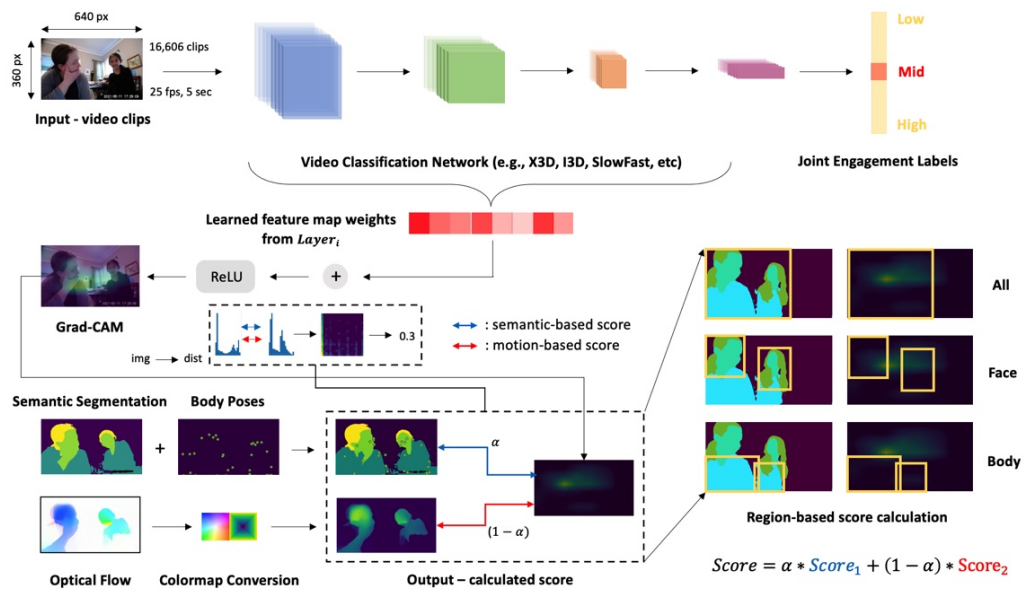 640 px
360 px
16,606 clips
25 fps, 5 sec
Input - video clips
Low
Mid
High
Video Classification Network (e.g., X3D, I3D, SlowFast, etc)
Joint Engagement Labels
Learned feature map weights
from Layerᵢ
ReLU
+
Grad-CAM
img
dist
0.3
: semantic-based score
: motion-based score
All
Face
Body
Region-based score calculation
Semantic Segmentation
Body Poses
+
α
(1 − α)
Optical Flow
Colormap Conversion
Output – calculated score
Score = α * Score₁ + (1 − α) * Score₂